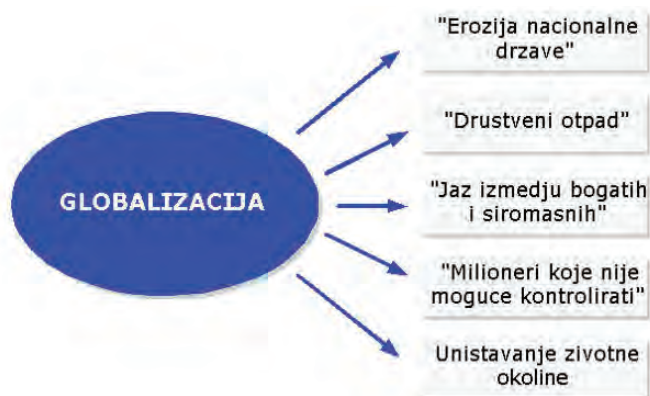 "Erozija nacionalne
drzave"
"Drustveni otpad"
GLOBALIZACIJA
"Jaz izmedju bogatih
i siromasnih"
"Milioneri koje nije
moguce kontrolirati"
Unistavanje zivotne
okoline